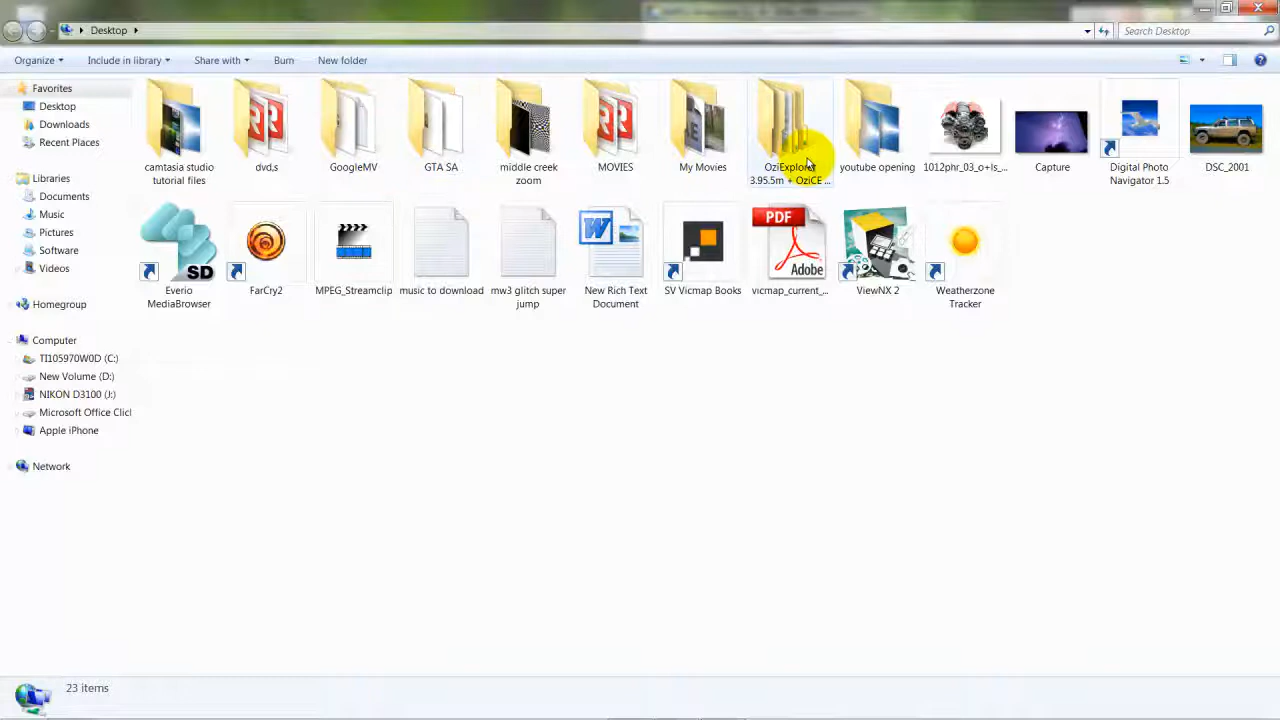 Desktop
Search Desktop
Organize Include in library Share with Burn New folder
Favorites
Desktop
Downloads
Recent Places
Libraries
Documents
Music
Pictures
Software
Videos
Homegroup
Computer
TI105970W0D (C:)
New Volume (D:)
NIKON D3100 (J:)
Microsoft Office Clicl
Apple iPhone
Network
camtasia studio
tutorial files
dvd,s
GoogleMV
GTA SA
middle creek
zoom
MOVIES
My Movies
OziExplorer
3.95.5m + OziCE ...
youtube opening
1012phr_03_o+ls_...
Capture
Digital Photo
Navigator 1.5
DSC_2001
SD
Everio
MediaBrowser
FarCry2
MPEG_Streamclip
music to download
mw3 glitch super
jump
W
New Rich Text
Document
SV Vicmap Books
PDF
Adobe
vicmap_current_...
ViewNX 2
Weatherzone
Tracker
23 items